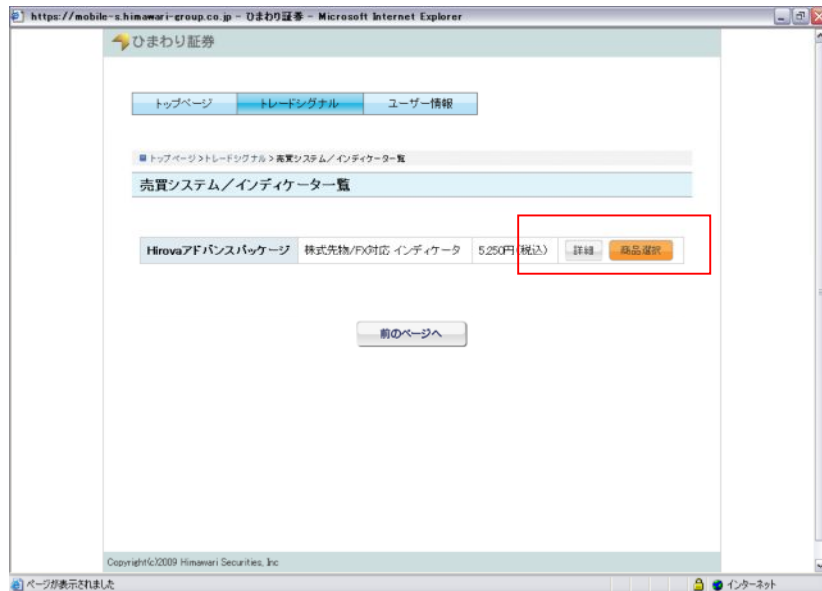 https://mobile-s.himawari-group.co.jp - ひまわり証券 - Microsoft Internet Explorer
ひまわり証券
トップページ トレードシグナル ユーザー情報
トップページ>トレードシグナル>売買システム/インディケータ一覧
売買システム/インディケータ一覧
Hirovaアドバンスパッケージ 株式先物/FX対応 インディケータ 5,250円(税込) 詳細 商品選択
前のページへ
Copyright(c)2009 Himawari Securities, Inc
ページが表示されました インターネット